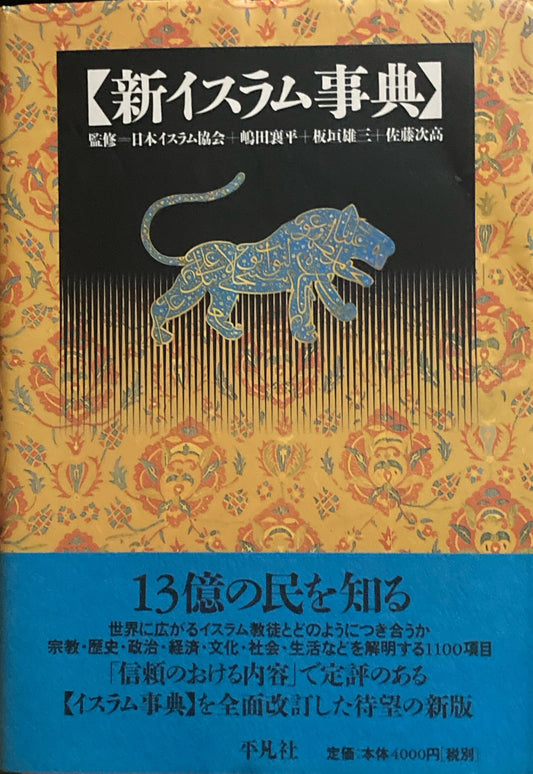 【新イスラム事典】
監修=日本イスラム協会+嶋田襄平+板垣雄三+佐藤次高
13億の民を知る
世界に広がるイスラム教徒とどのようにつき合うか
宗教・歴史・政治・経済・文化・社会・生活などを解明する1100項目
「信頼のおける内容」で定評のある
【イスラム事典】を全面改訂した待望の新版
平凡社 定価:本体4000円[税別]